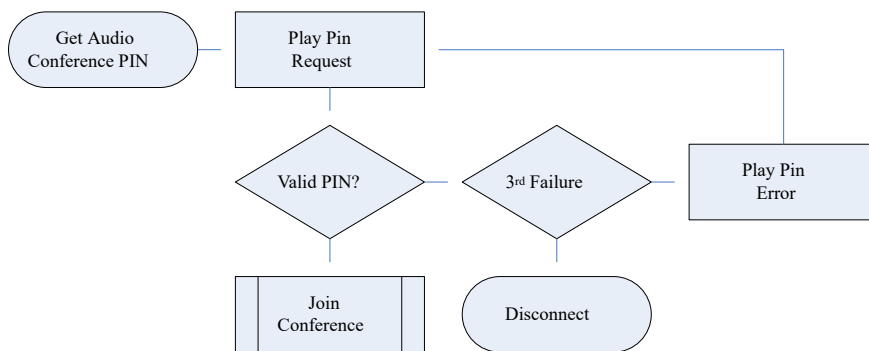 Get Audio
Conference PIN
Play Pin
Request
Valid PIN?
3rd Failure
Play Pin
Error
Join
Conference
Disconnect